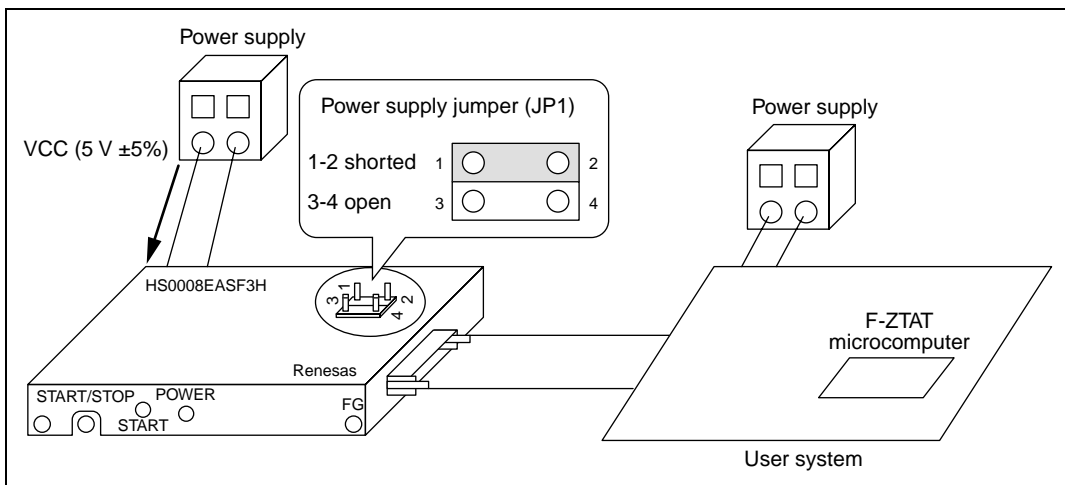 Power supply
VCC (5 V ±5%)
Power supply jumper (JP1)
1-2 shorted 1 2
3-4 open 3 4
Power supply
HS0008EASF3H
1
3 2
4
Renesas
START/STOP POWER
START
FG
F-ZTAT
microcomputer
User system